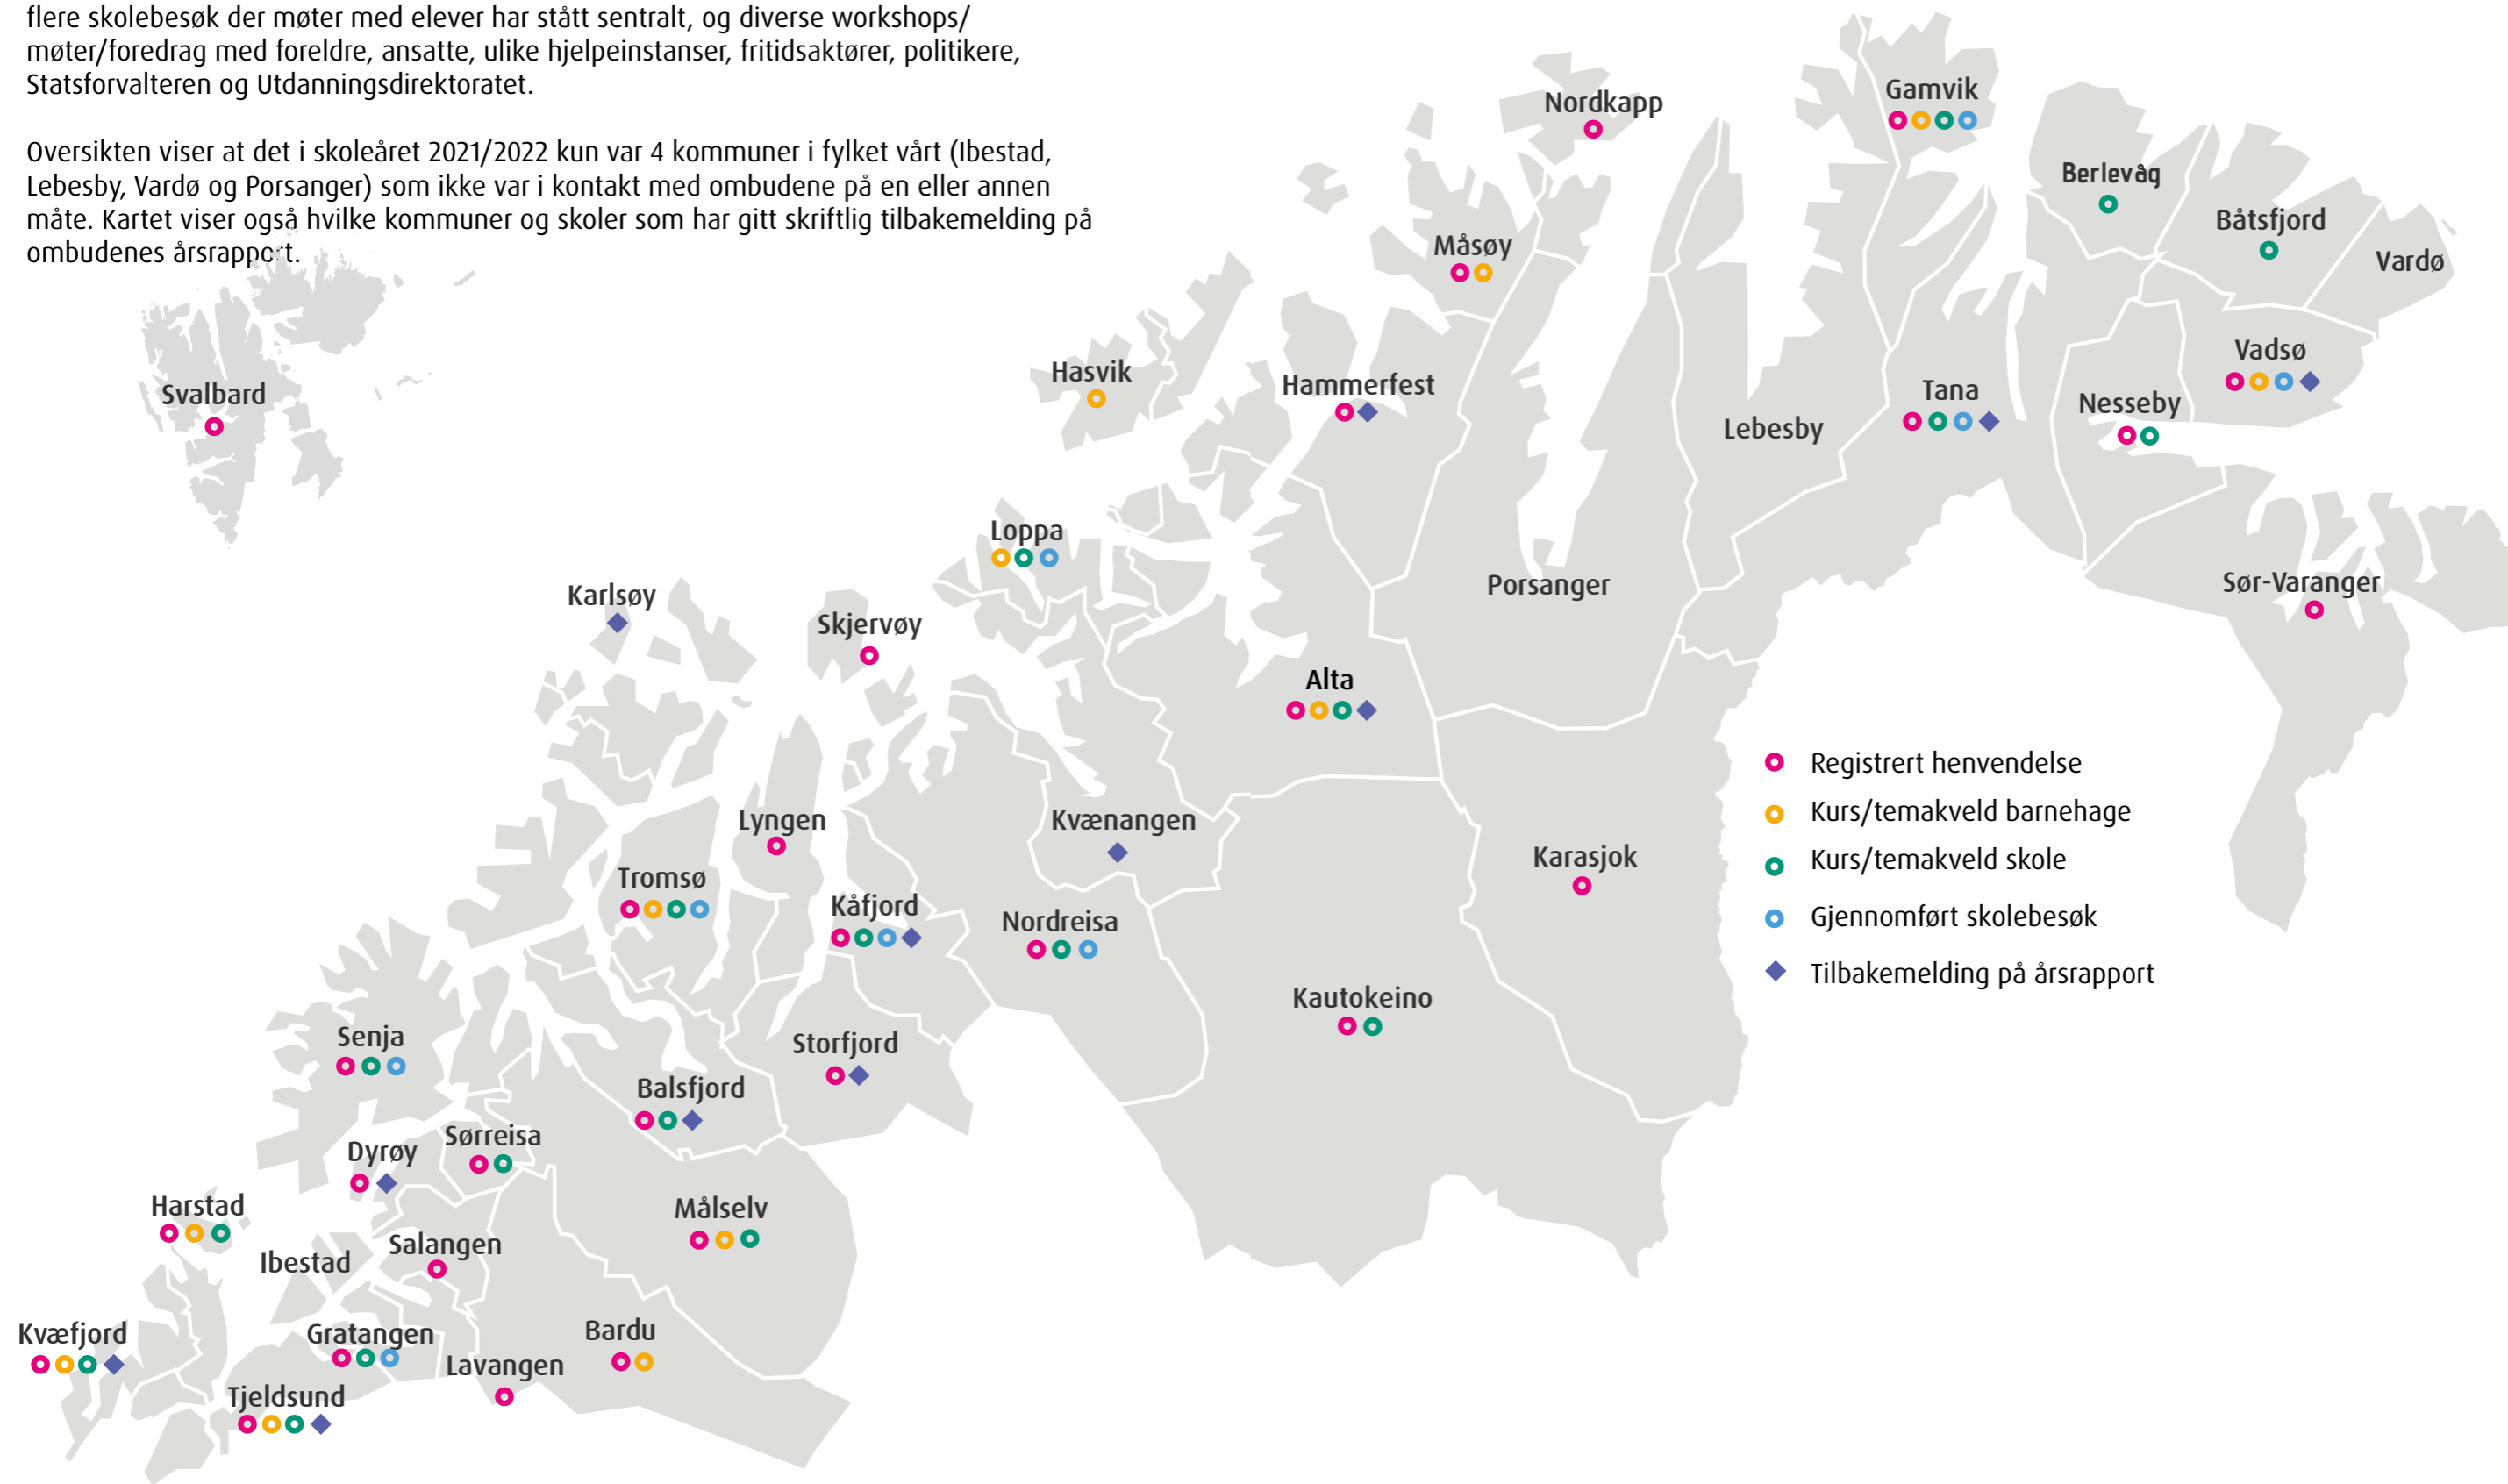 flere skolebesøk der møter med elever har stått sentralt, og diverse workshops/
møter/foredrag med foreldre, ansatte, ulike hjelpeinstanser, fritidsaktører, politikere,
Statsforvalteren og Utdanningsdirektoratet.
Oversikten viser at det i skoleåret 2021/2022 kun var 4 kommuner i fylket vårt (Ibestad,
Lebesby, Vardø og Porsanger) som ikke var i kontakt med ombudene på en eller annen
måte. Kartet viser også hvilke kommuner og skoler som har gitt skriftlig tilbakemelding på
ombudenes årsrapport.
Gamvik
Nordkapp
Berlevåg
Båtsfjord
Måsøy
Vardø
Vadsø
Hasvik
Hammerfest
Svalbard
Tana
Nesseby
Lebesby
Loppa
Porsanger
Sør-Varanger
Karlsøy
Skjervøy
Alta
Registrert henvendelse
Kurs/temakveld barnehage
Kurs/temakveld skole
Gjennomført skolebesøk
Tilbakemelding på årsrapport
Lyngen
Kvænangen
Karasjok
Tromsø
Kåfjord
Nordreisa
Kautokeino
Senja
Storfjord
Balsfjord
Sørreisa
Dyrøy
Harstad
Målselv
Salangen
Ibestad
Kvæfjord
Gratangen
Bardu
Lavangen
Tjeldsund